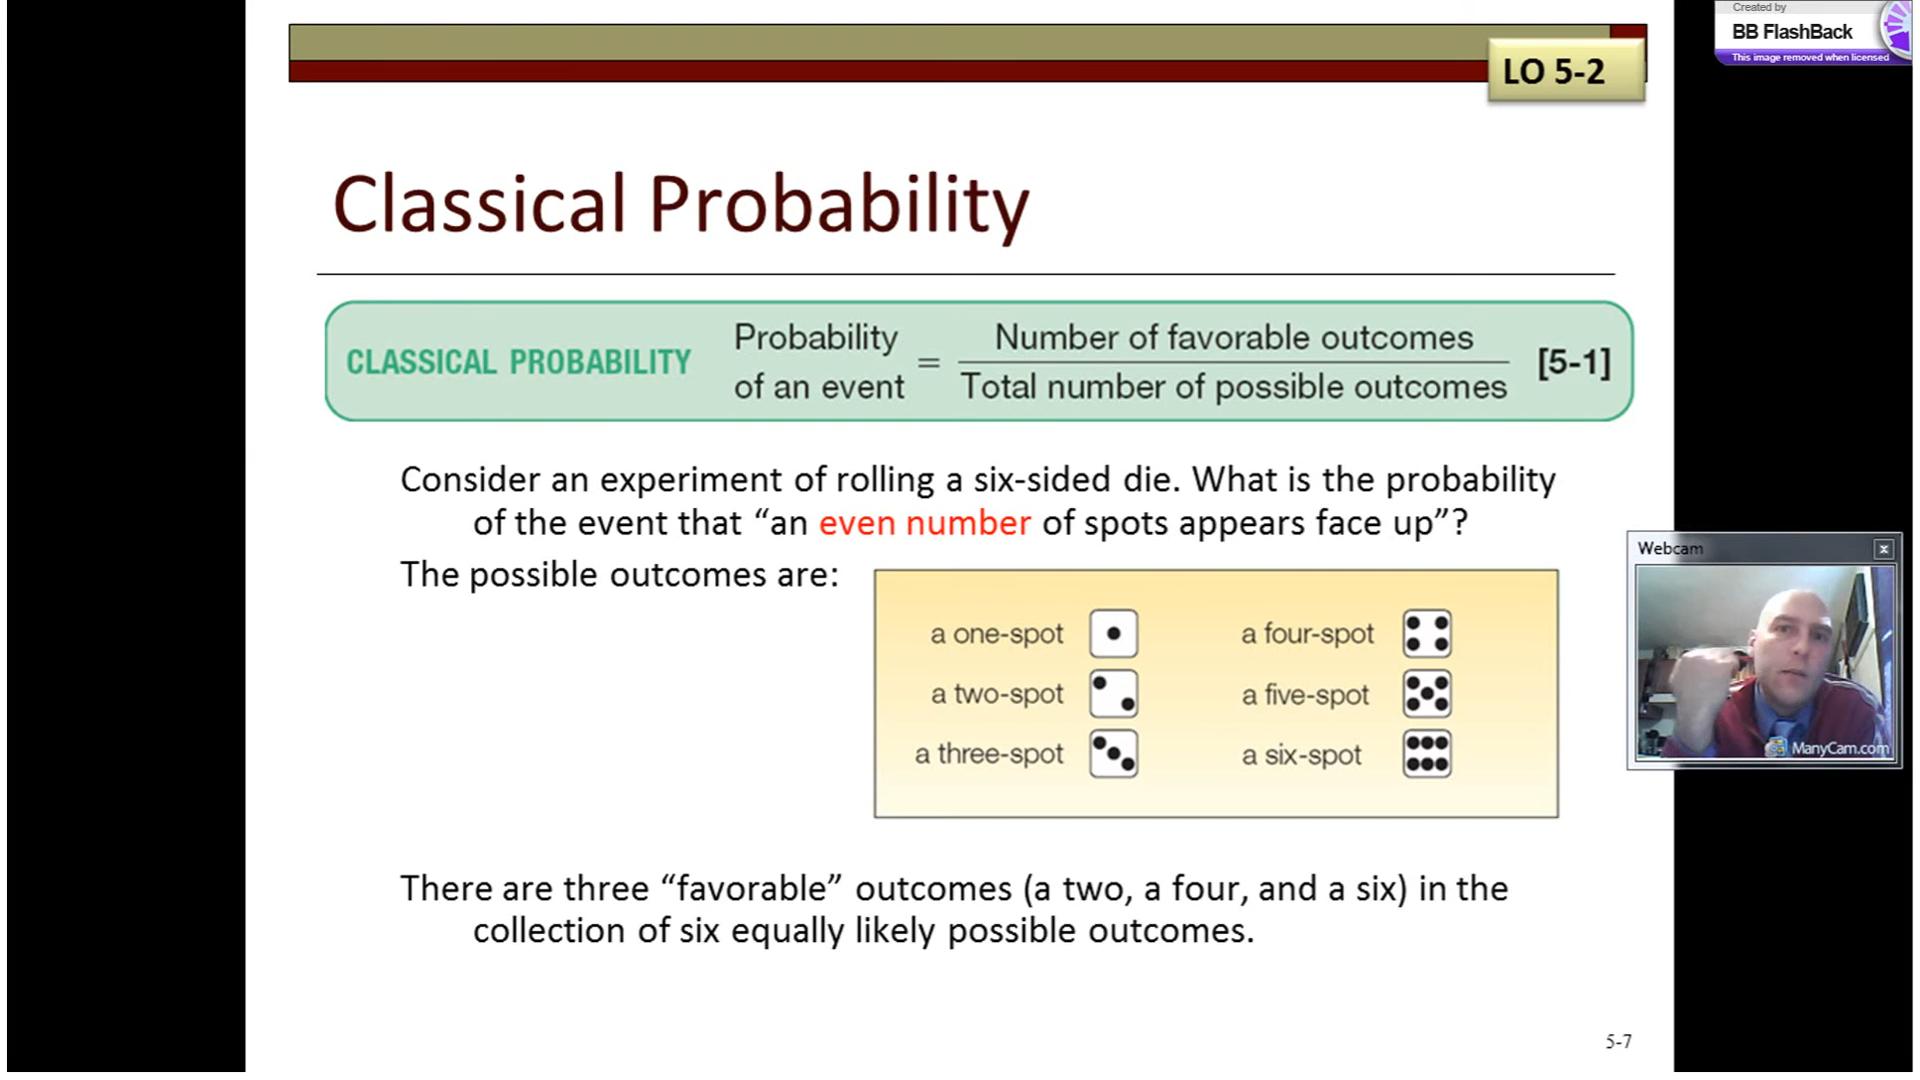 Created by
BB FlashBack
This image removed when licensed
LO 5-2
Classical Probability
CLASSICAL PROBABILITY Probability of an event = Number of favorable outcomes / Total number of possible outcomes [5-1]
Consider an experiment of rolling a six-sided die. What is the probability
of the event that “an even number of spots appears face up”?
The possible outcomes are:
a one-spot a four-spot
a two-spot a five-spot
a three-spot a six-spot
Webcam
ManyCam.com
There are three “favorable” outcomes (a two, a four, and a six) in the
collection of six equally likely possible outcomes.
5-7